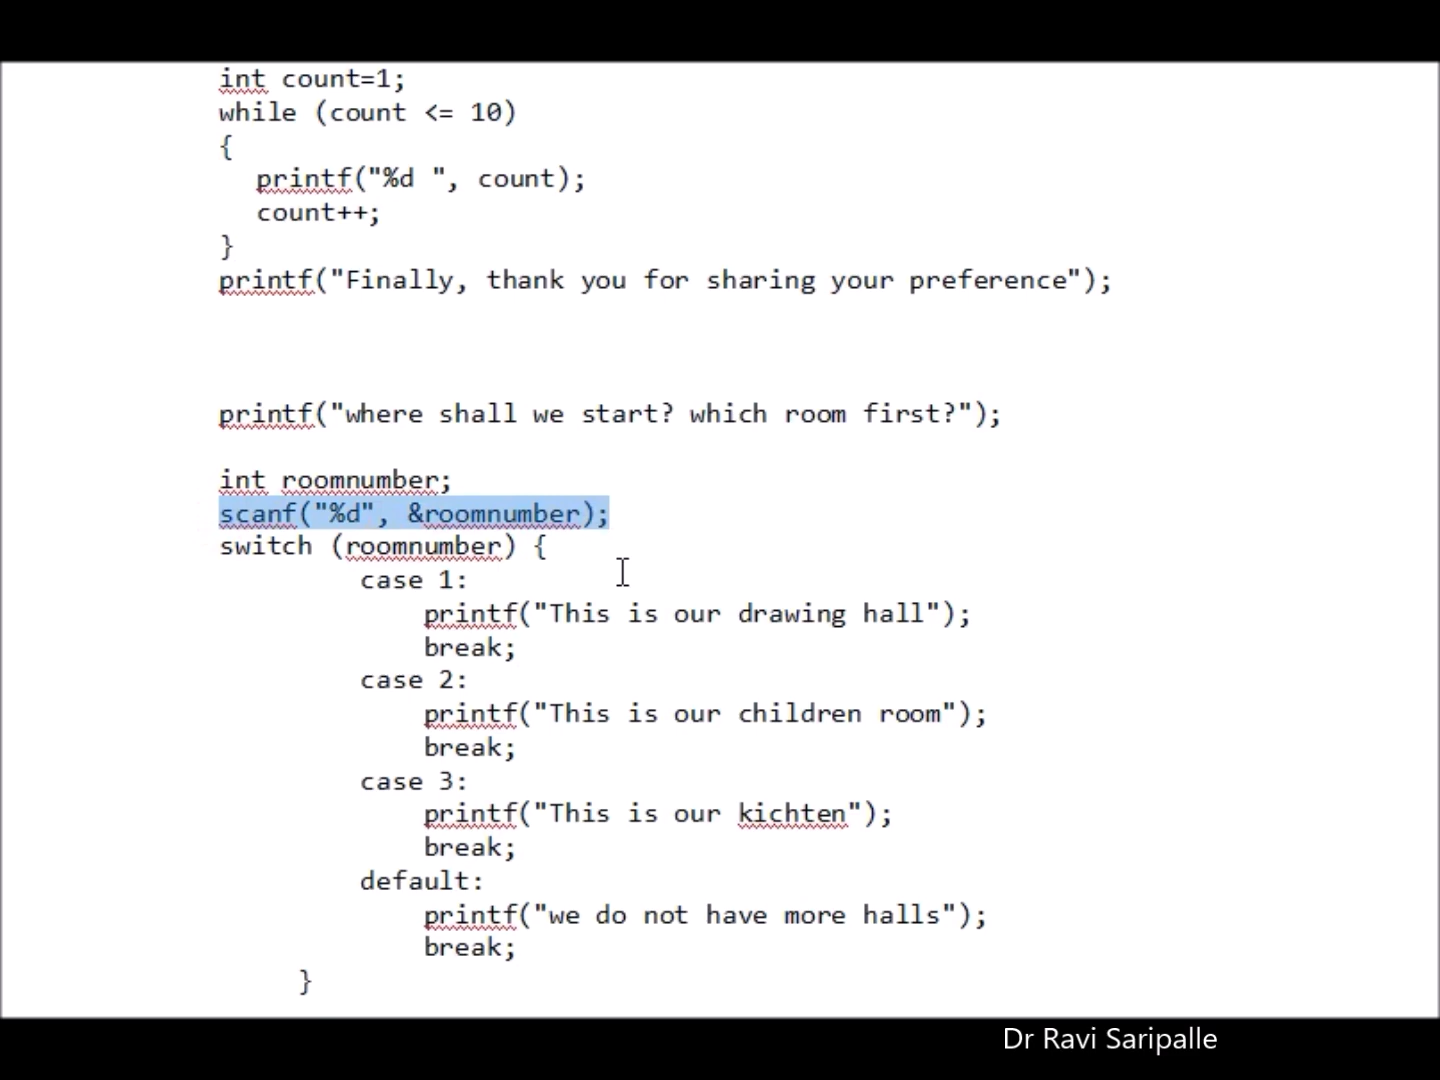 int count=1;
while (count <= 10)
{
printf("%d ", count);
count++;
}
printf("Finally, thank you for sharing your preference");
printf("where shall we start? which room first?");
int roomnumber;
scanf("%d", &roomnumber);
switch (roomnumber) {
case 1:
printf("This is our drawing hall");
break;
case 2:
printf("This is our children room");
break;
case 3:
printf("This is our kichten");
break;
default:
printf("we do not have more halls");
break;
}
Dr Ravi Saripalle